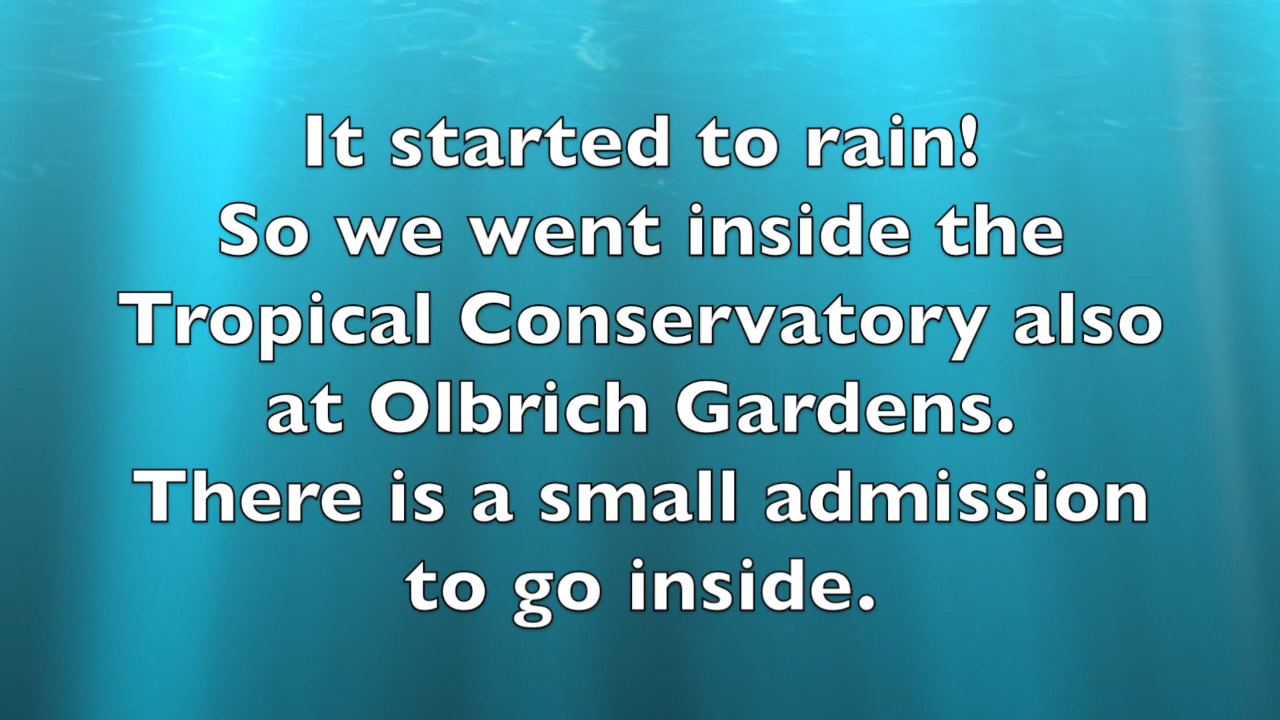 It started to rain!
So we went inside the
Tropical Conservatory also
at Olbrich Gardens.
There is a small admission
to go inside.